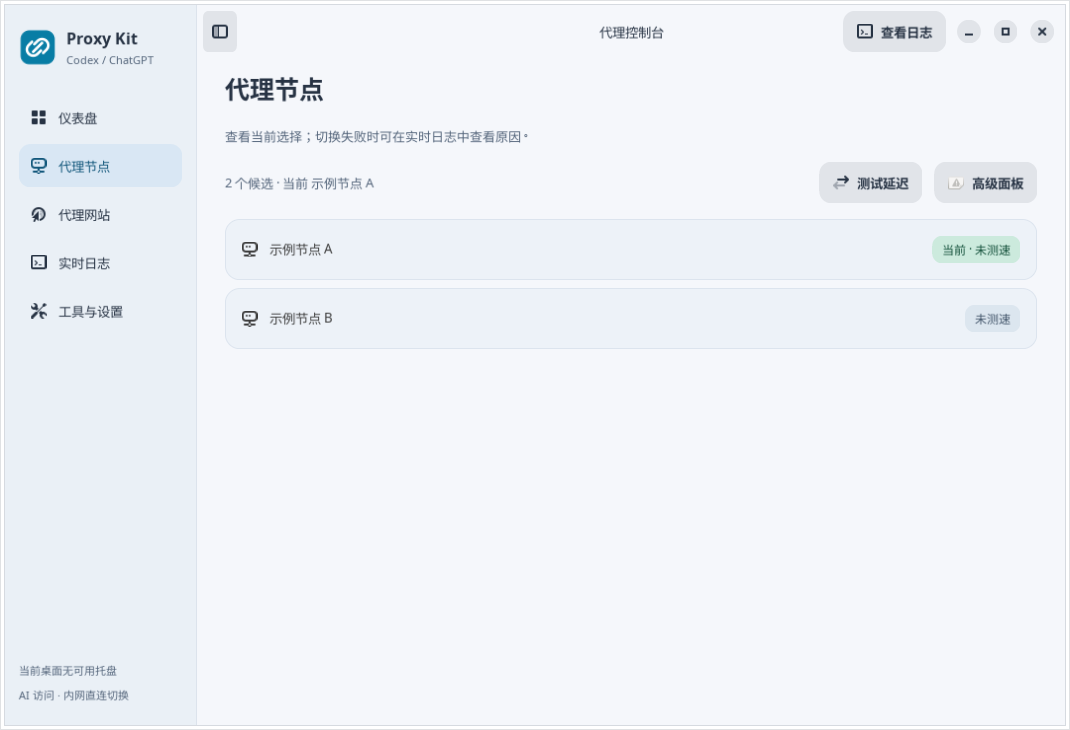 Proxy Kit
Codex / ChatGPT
仪表盘
代理节点
代理网站
实时日志
工具与设置
当前桌面无可用托盘
AI 访问 · 内网直连切换
代理控制台
查看日志
代理节点
查看当前选择；切换失败时可在实时日志中查看原因。
2 个候选 · 当前 示例节点 A
测试延迟
高级面板
示例节点 A
当前 · 未测速
示例节点 B
未测速